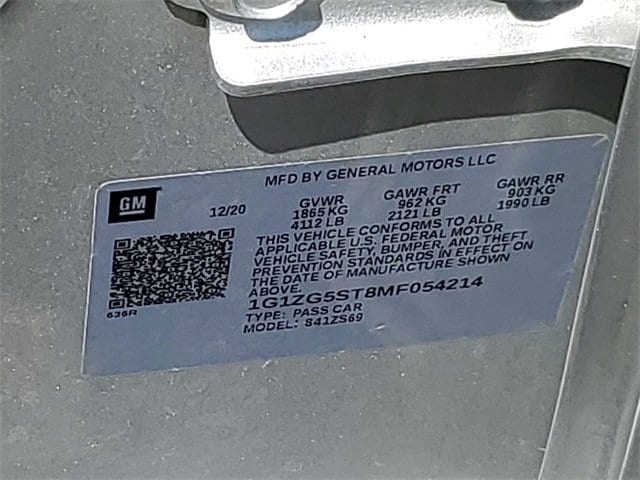 MFD BY GENERAL MOTORS LLC
GM
12/20
GVWR
1865 KG
4112 LB
GAWR FRT
962 KG
2121 LB
GAWR RR
903 KG
1990 LB
THIS VEHICLE CONFORMS TO ALL
APPLICABLE U.S. FEDERAL MOTOR
VEHICLE SAFETY, BUMPER, AND THEFT
PREVENTION STANDARDS IN EFFECT ON
THE DATE OF MANUFACTURE SHOWN
ABOVE.
1G1ZG5ST8MF054214
TYPE: PASS CAR
MODEL: 841ZS69
636R